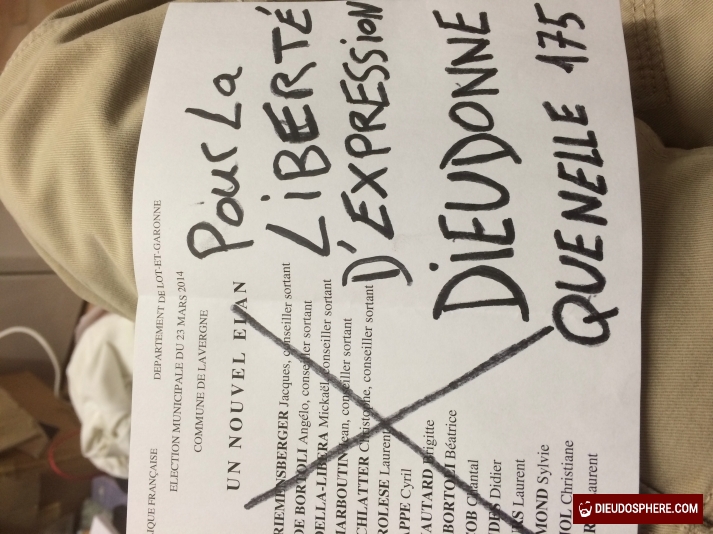 DEPARTEMENT DE LOT-ET-GARONNE
ELECTION MUNICIPALE DU 23 MARS 2014
COMMUNE DE LAVERGNE
UN NOUVEL ELAN
Jacques, conseiller sortant
DE BORTOLI Angélo, conseiller sortant
DELLA-LIBERA Mickaël, conseiller sortant
MARBOUTIN Jean, conseiller sortant
Christophe, conseiller sortant
Laurent
Cyril
Brigitte
BORTOLI Béatrice
Chantal
Didier
Laurent
Sylvie
Christiane
Laurent
POUR LA
LIBERTÉ
D'EXPRESSION
DIEUDONNE
QUENELLE 175
DIEUDOSPHERE.COM